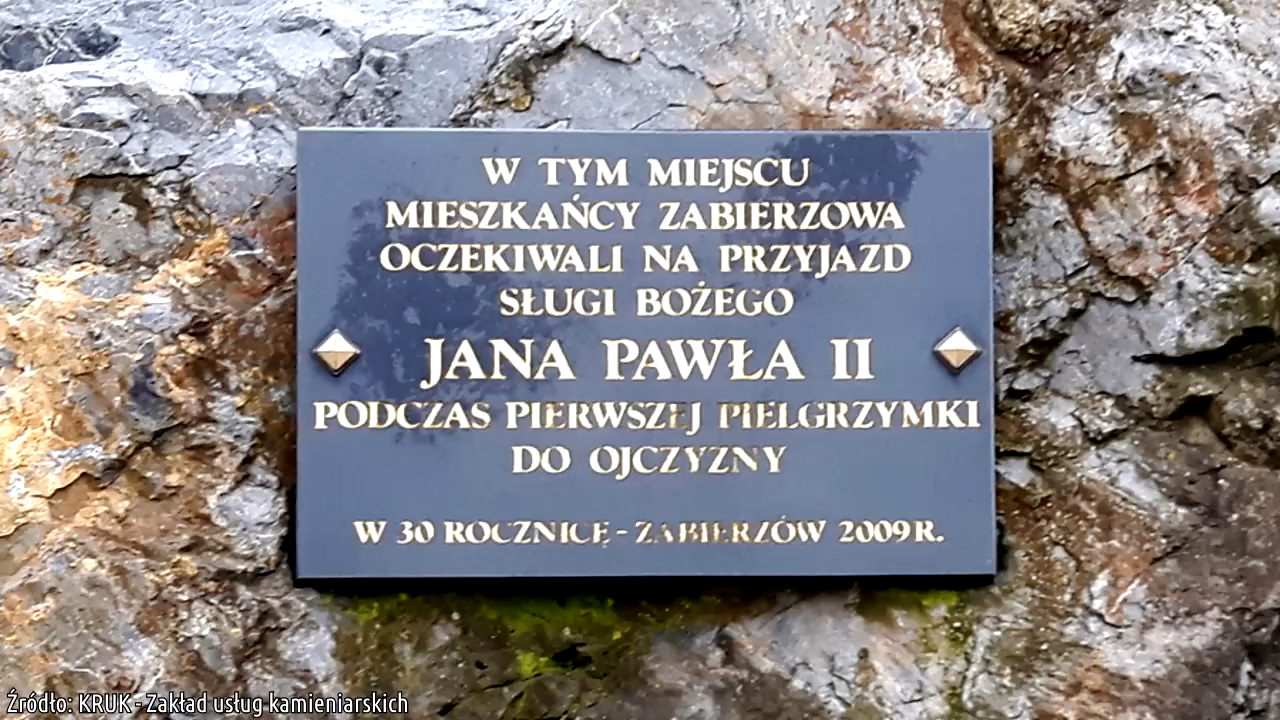 W TYM MIEJSCU
MIESZKAŃCY ZABIERZOWA
OCZEKIWALI NA PRZYJAZD
SŁUGI BOŻEGO
JANA PAWŁA II
PODCZAS PIERWSZEJ PIELGRZYMKI
DO OJCZYZNY
W 30 ROCZNICĘ - ZABIERZÓW 2009 R.
Źródło: KRUK - Zakład usług kamieniarskich